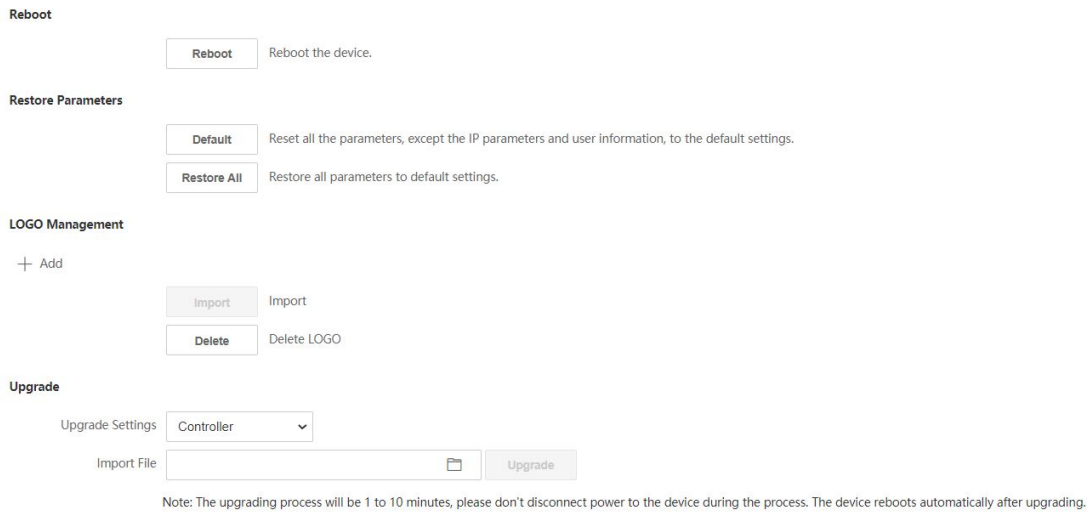 Reboot
Reboot Reboot the device.
Restore Parameters
Default Reset all the parameters, except the IP parameters and user information, to the default settings.
Restore All Restore all parameters to default settings.
LOGO Management
+ Add
Import Import
Delete Delete LOGO
Upgrade
Upgrade Settings Controller
Import File Upgrade
Note: The upgrading process will be 1 to 10 minutes, please don't disconnect power to the device during the process. The device reboots automatically after upgrading.